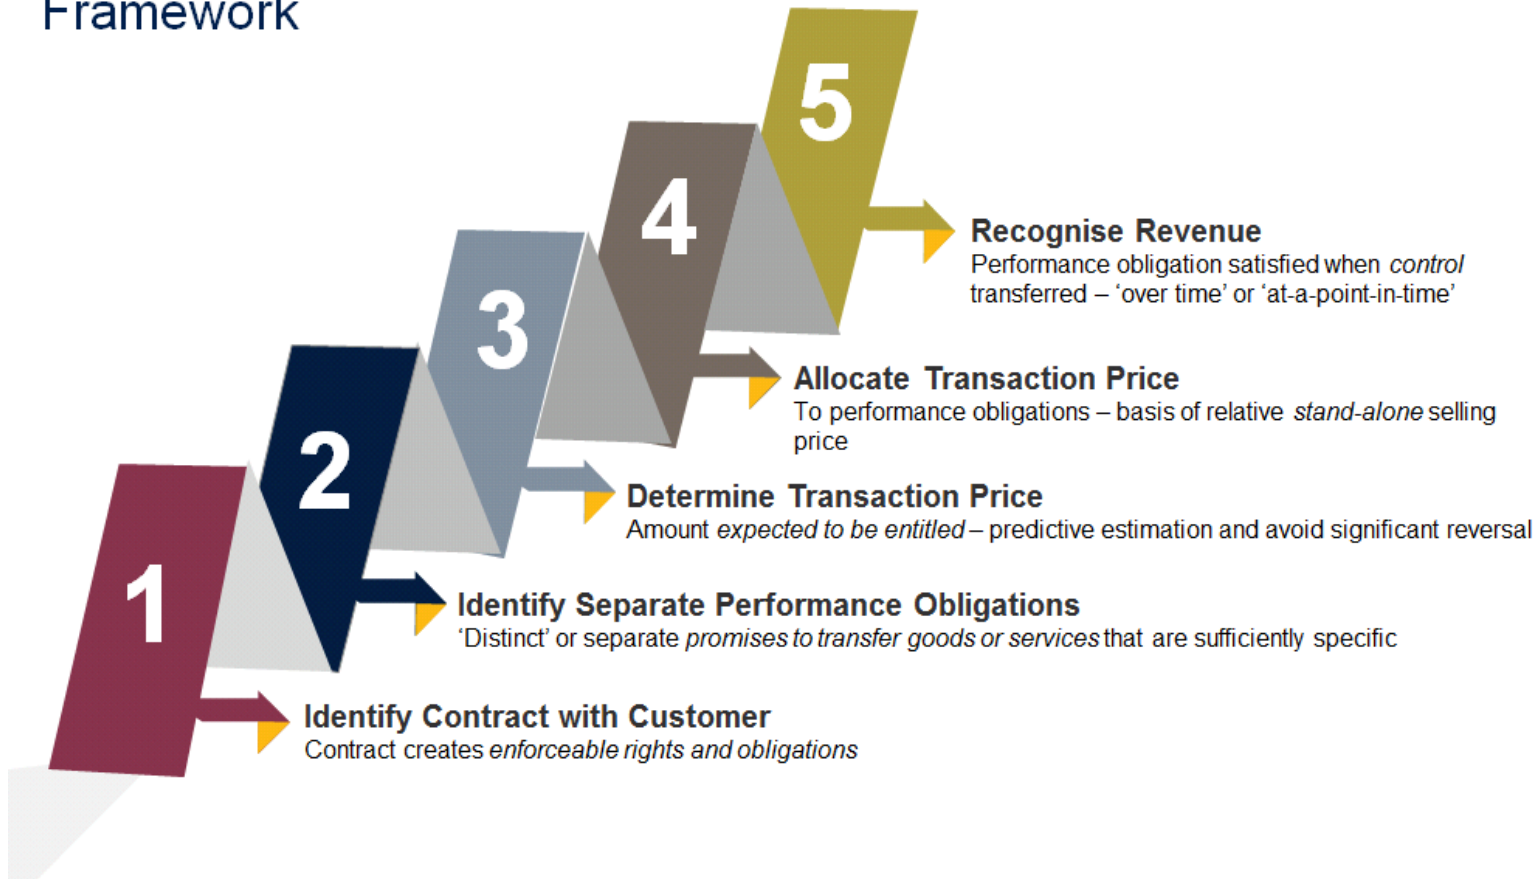 Framework
5
Recognise Revenue
Performance obligation satisfied when control
transferred – ‘over time’ or ‘at-a-point-in-time’
4
Allocate Transaction Price
To performance obligations – basis of relative stand-alone selling
price
3
Determine Transaction Price
Amount expected to be entitled – predictive estimation and avoid significant reversal
2
Identify Separate Performance Obligations
‘Distinct’ or separate promises to transfer goods or services that are sufficiently specific
1
Identify Contract with Customer
Contract creates enforceable rights and obligations